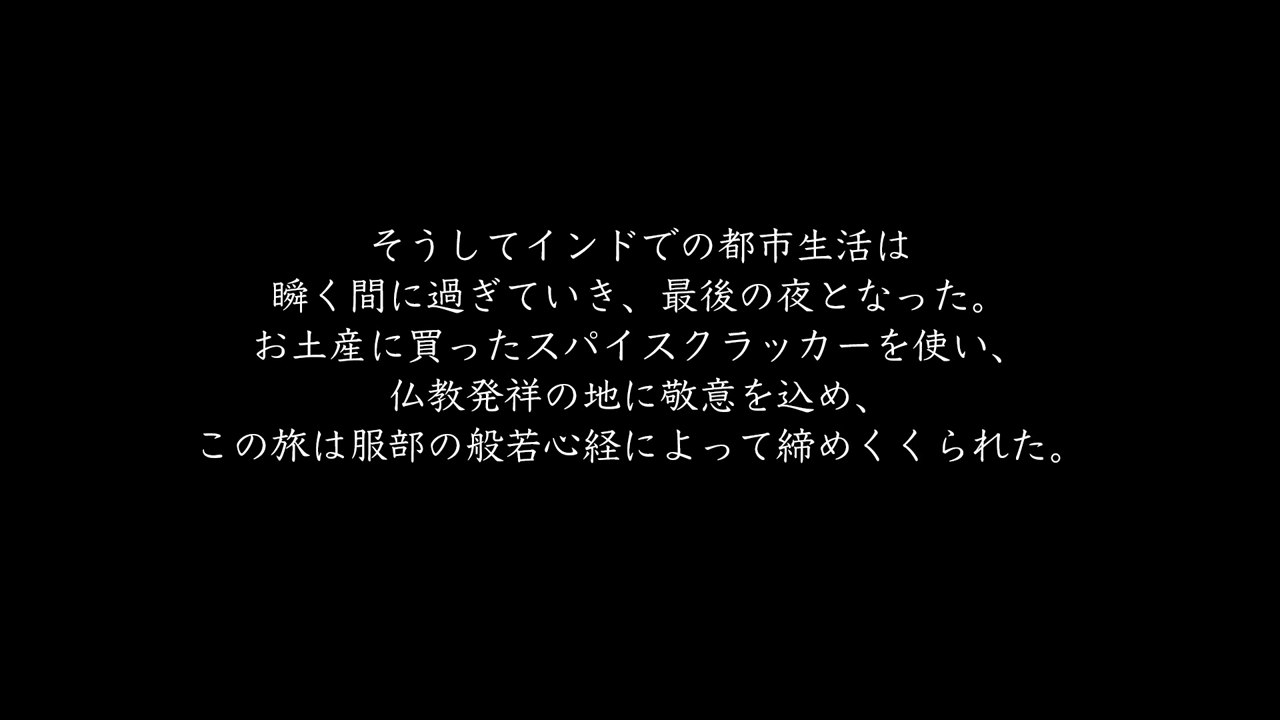 そうしてインドでの都市生活は
瞬く間に過ぎていき、最後の夜となった。
お土産に買ったスパイスクラッカーを使い、
仏教発祥の地に敬意を込め、
この旅は服部の般若心経によって締めくくられた。